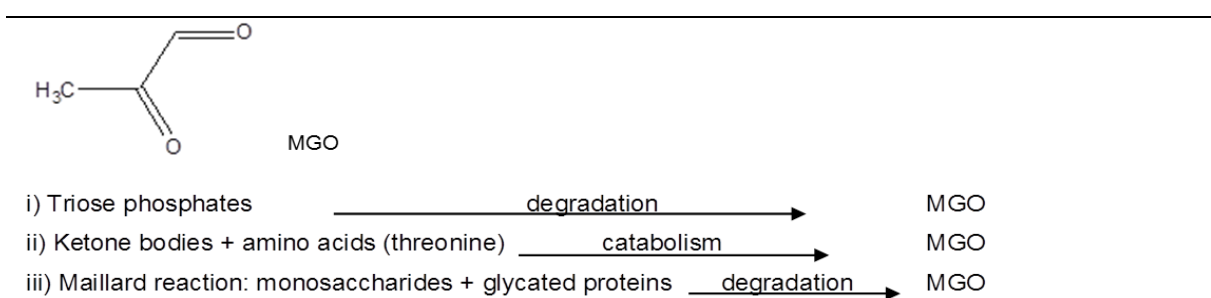 O
H3C
O
MGO
i) Triose phosphates degradation MGO
ii) Ketone bodies + amino acids (threonine) catabolism MGO
iii) Maillard reaction: monosaccharides + glycated proteins degradation MGO